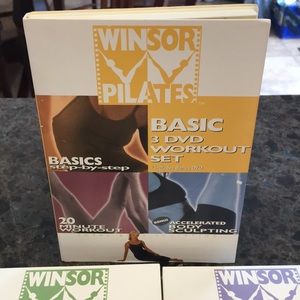 WINSOR
PILATES
BASIC
3 DVD
WORKOUT
SET
BASICS
step-by-step
20
MINUTE
WORKOUT
BONUS
ACCELERATED
BODY
SCULPTING
WINSOR
WINSOR